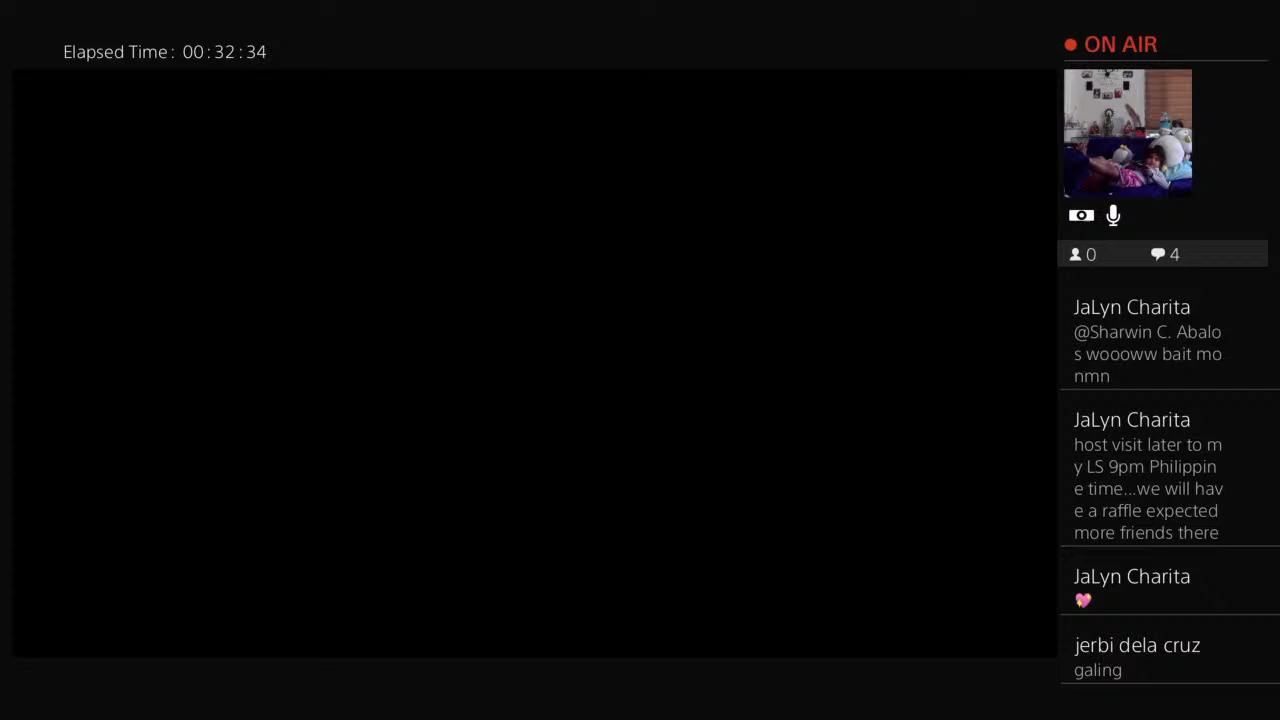 Elapsed Time: 00:32:34
ON AIR
0 4
JaLyn Charita
@Sharwin C. Abalo
s woooww bait mo
nmn
JaLyn Charita
host visit later to m
y LS 9pm Philippin
e time...we will hav
e a raffle expected
more friends there
JaLyn Charita
💖
jerbi dela cruz
galing